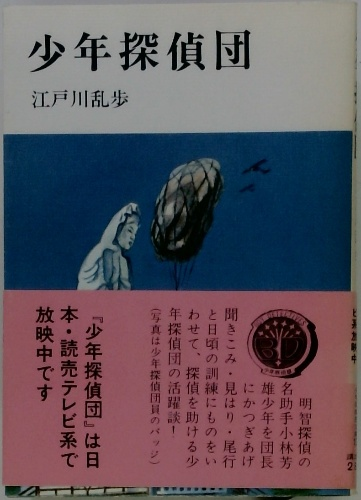 少年探偵団
江戸川乱歩
明智探偵の
名助手小林芳
雄少年を団長
にかつぎあげ
聞きこみ・見はり・尾行
と日頃の訓練にものをい
わせて、探偵を助ける少
年探偵団の活躍談！
(写真は少年探偵団員のバッジ)
『少年探偵団』は日
本・読売テレビ系で
放映中です